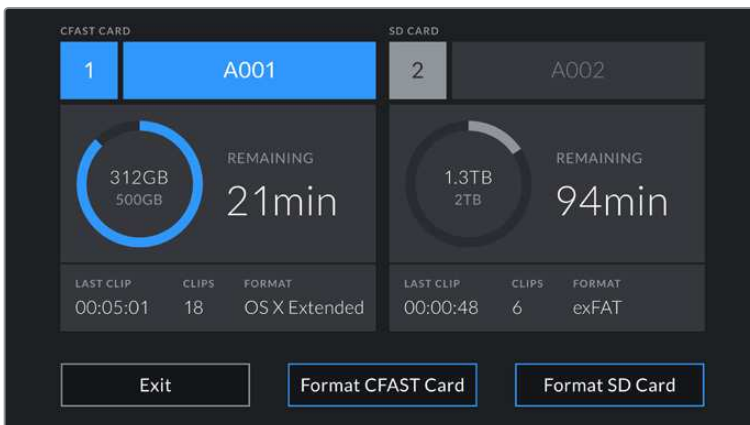 CFAST CARD
1
A001
312GB
500GB
REMAINING
21min
LAST CLIP CLIPS FORMAT
00:05:01 18 OS X Extended
SD CARD
2
A002
1.3TB
2TB
REMAINING
94min
LAST CLIP CLIPS FORMAT
00:00:48 6 exFAT
Exit
Format CFAST Card
Format SD Card